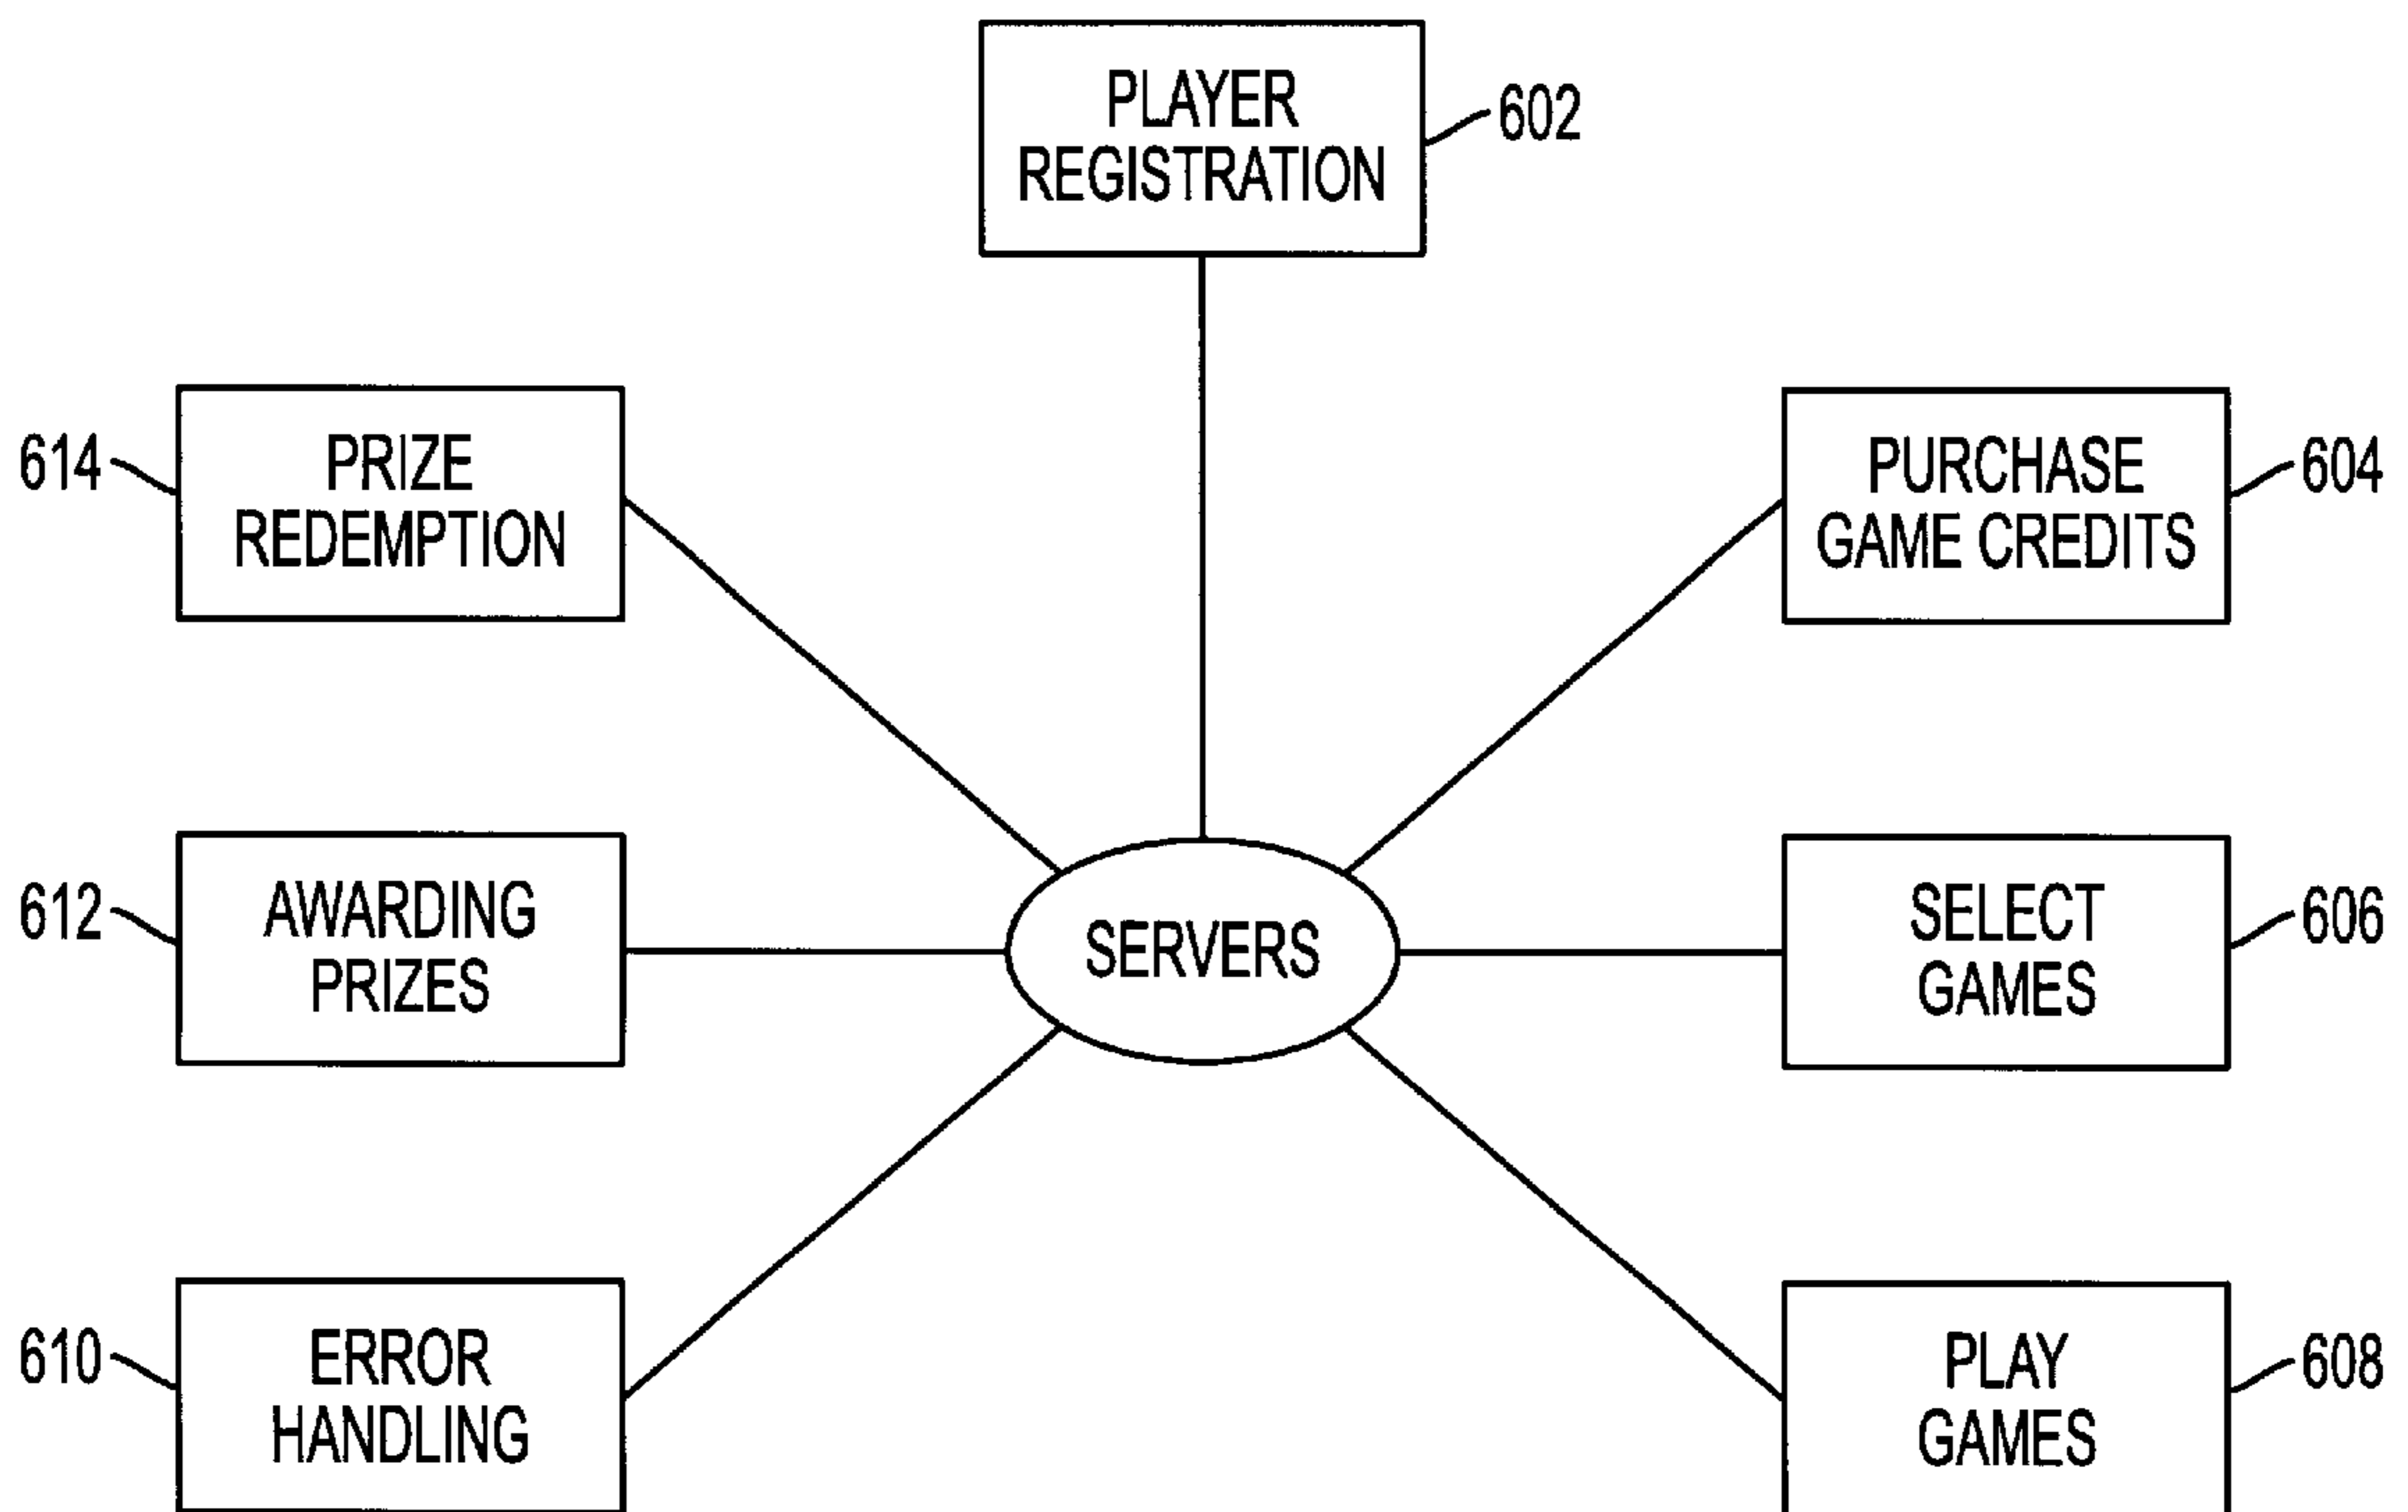 PLAYER
REGISTRATION
602
614
PRIZE
REDEMPTION
PURCHASE
GAME CREDITS
604
612
AWARDING
PRIZES
SERVERS
SELECT
GAMES
606
610
ERROR
HANDLING
PLAY
GAMES
608